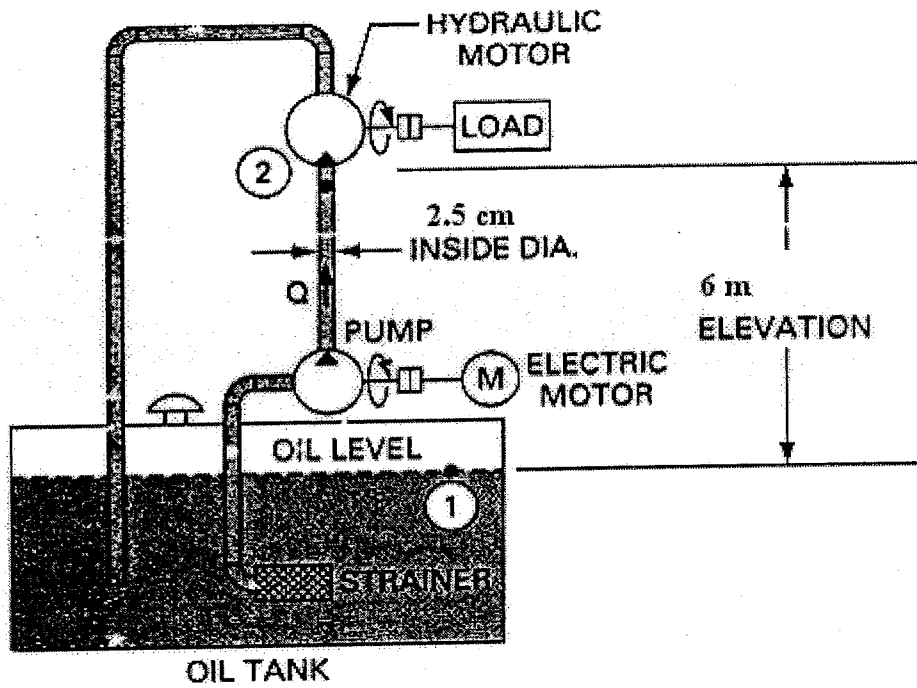 HYDRAULIC
MOTOR
LOAD
2
2.5 cm
INSIDE DIA.
Q
6 m
ELEVATION
PUMP
M
ELECTRIC
MOTOR
OIL LEVEL
1
STRAINER
OIL TANK